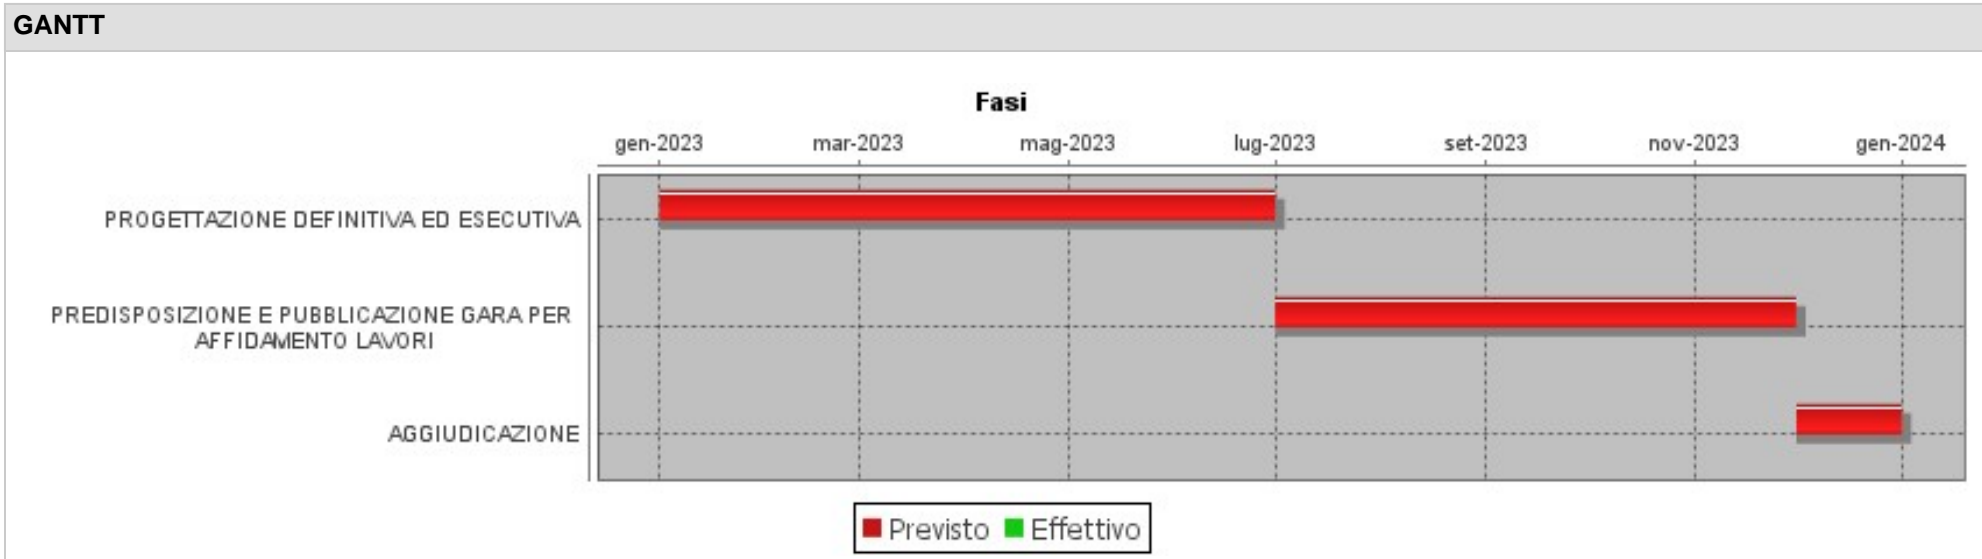 GANTT
Fasi
gen-2023 mar-2023 mag-2023 lug-2023 set-2023 nov-2023 gen-2024
PROGETTAZIONE DEFINITIVA ED ESECUTIVA
PREDISPOSIZIONE E PUBBLICAZIONE GARA PER
AFFIDAMENTO LAVORI
AGGIUDICAZIONE
Previsto Effettivo